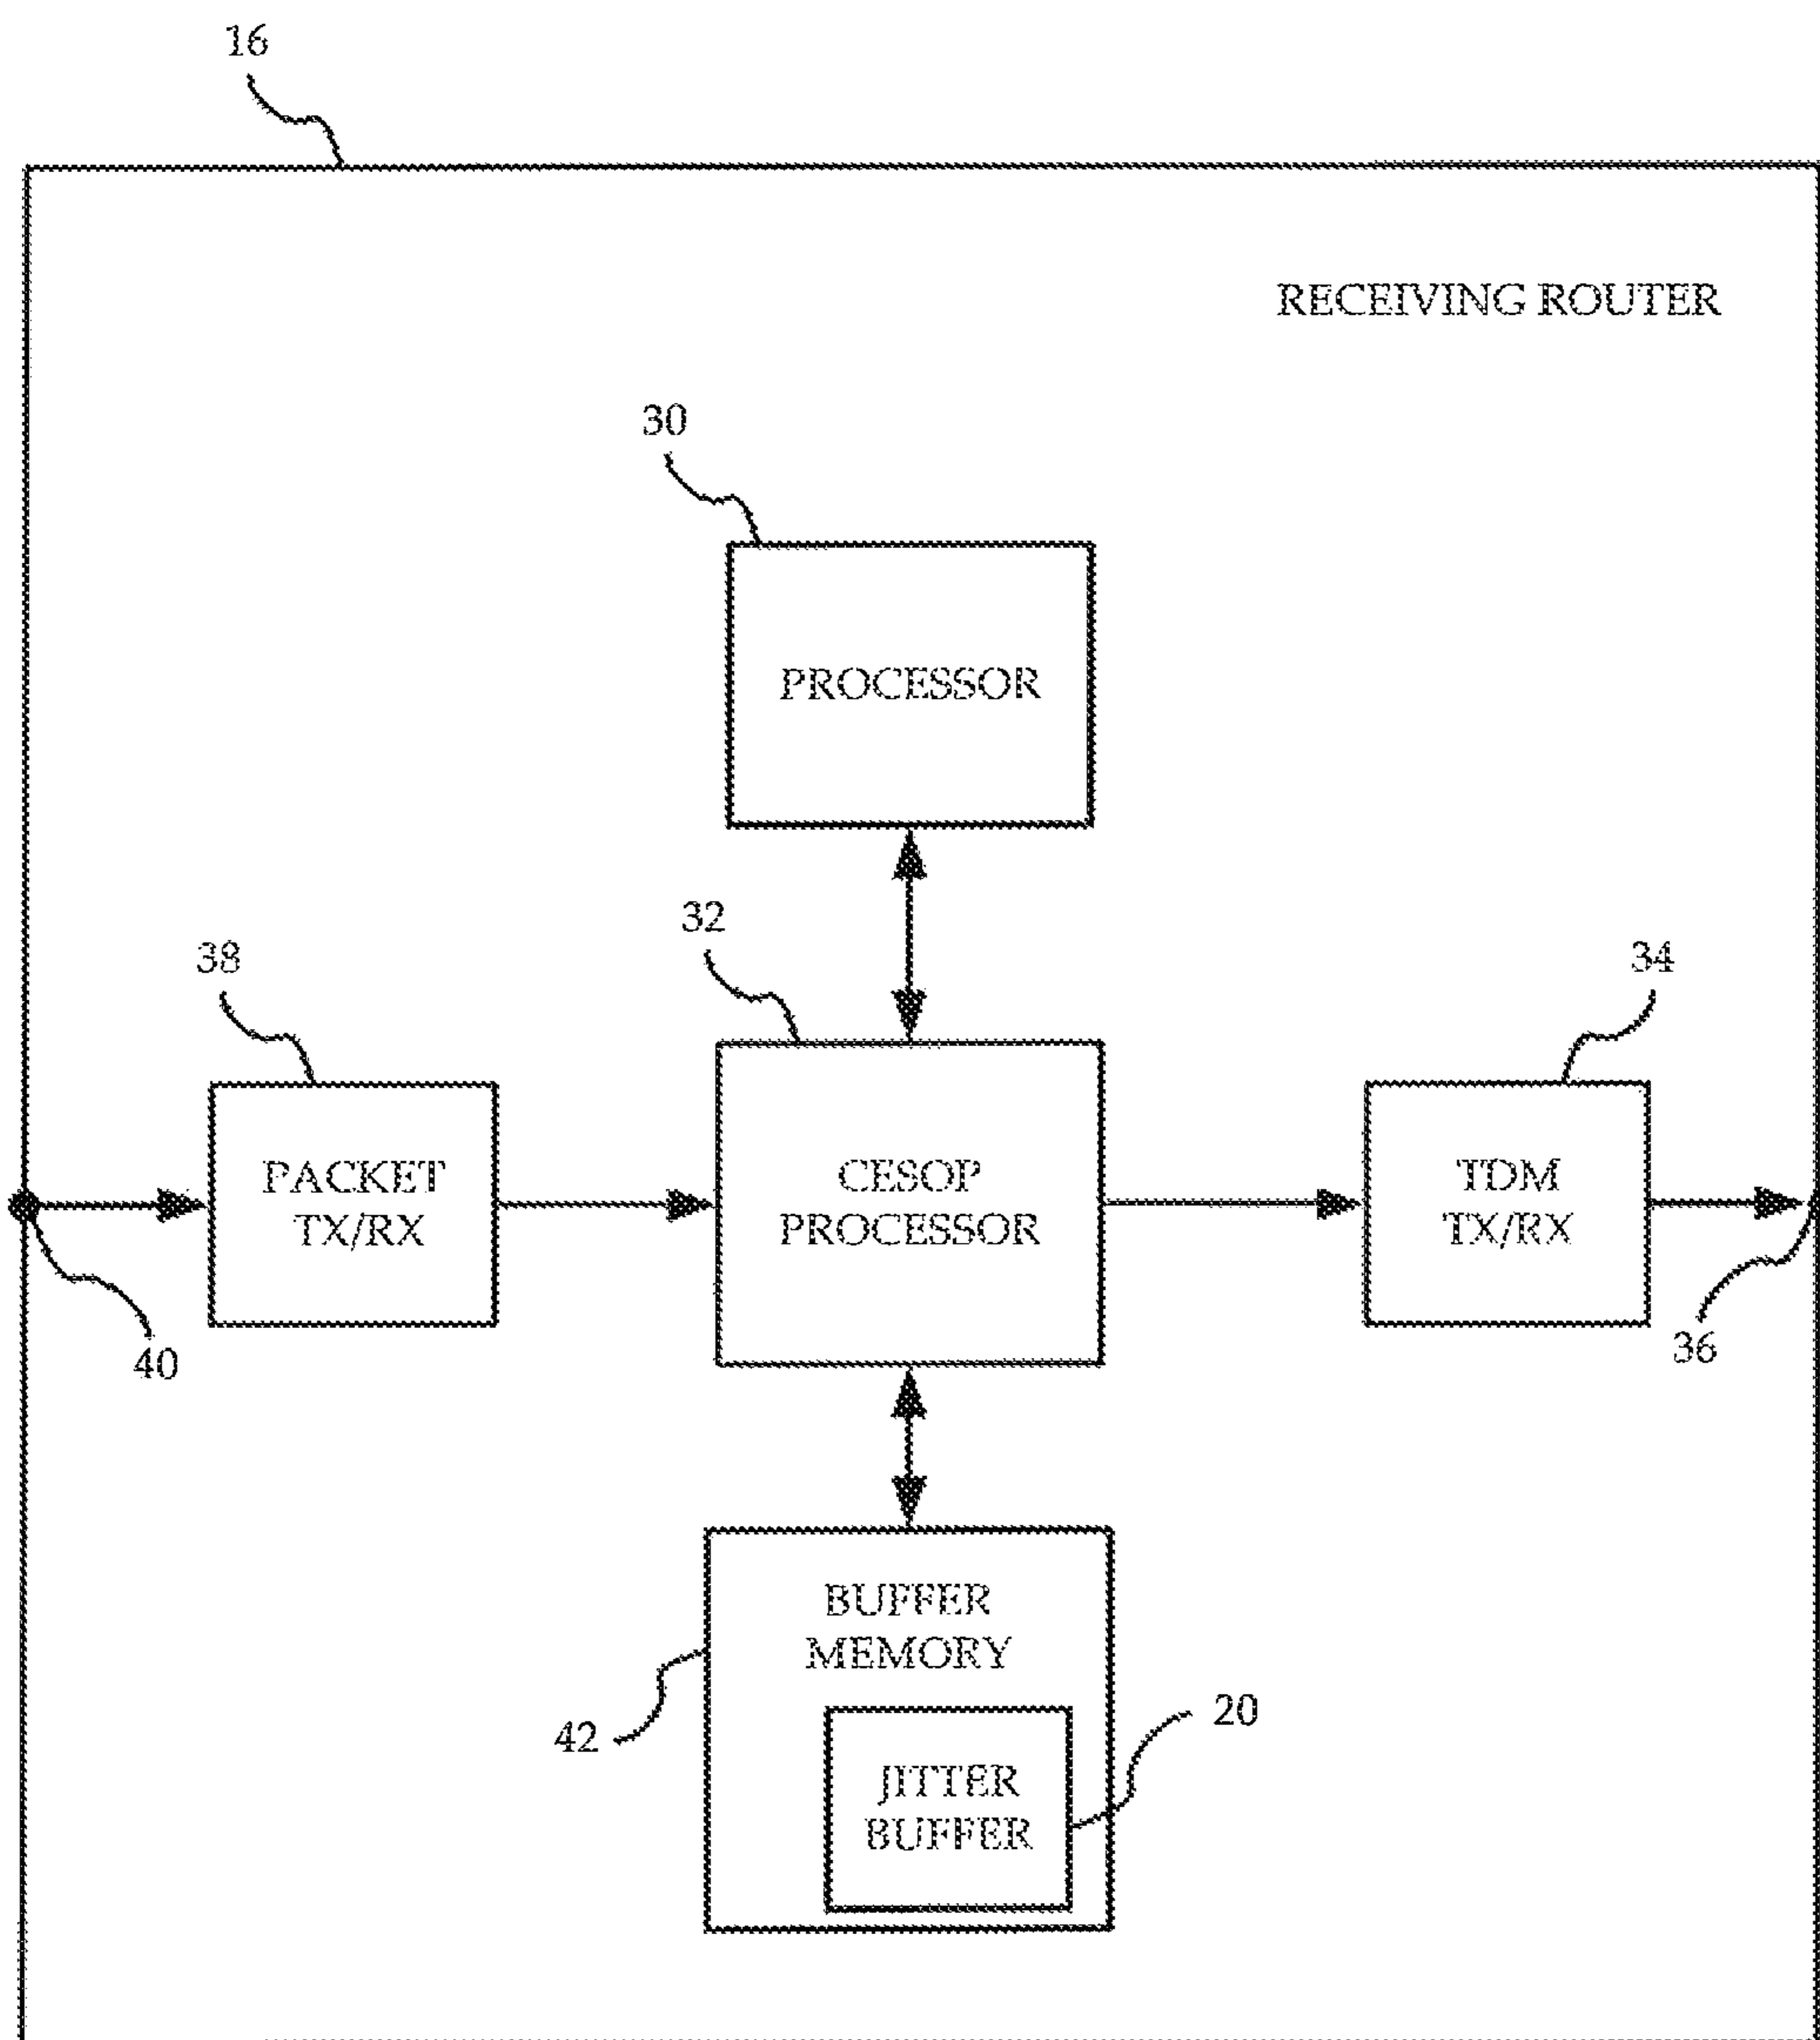 16
RECEIVING ROUTER
30
PROCESSOR
32
38
34
PACKET
TX/RX
CESOP
PROCESSOR
TDM
TX/RX
40
36
BUFFER
MEMORY
42
20
JITTER
BUFFER